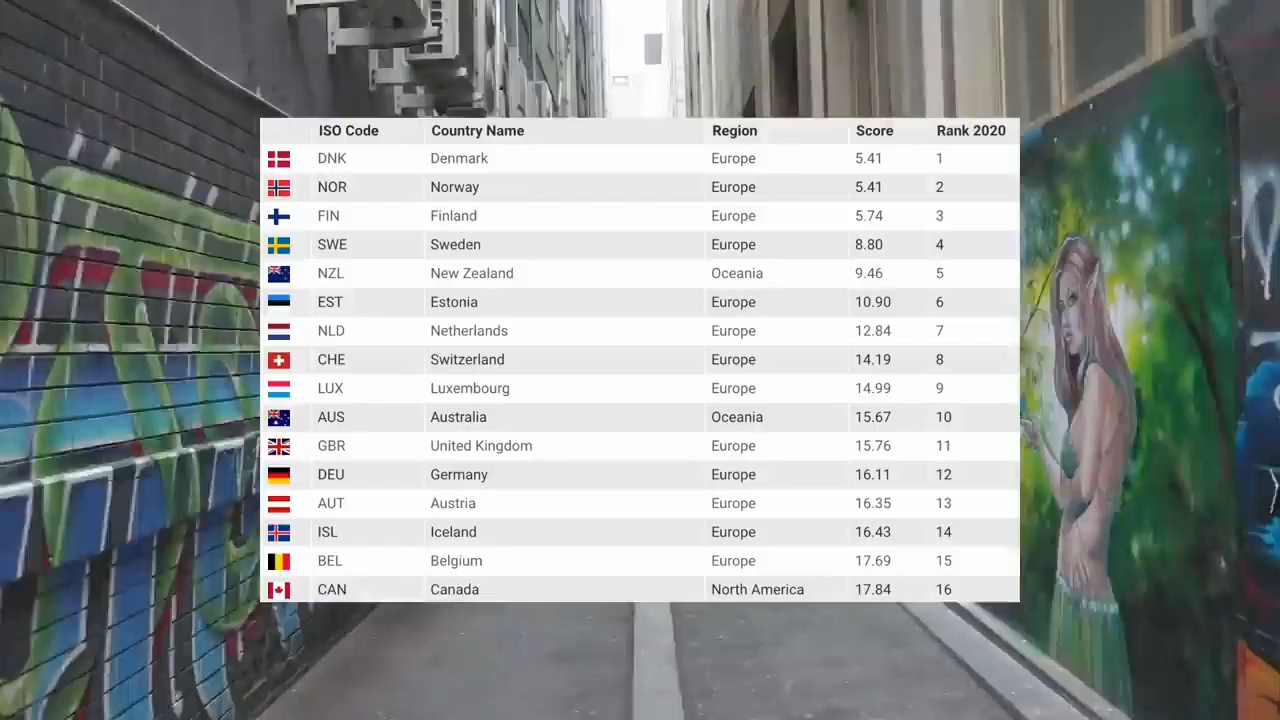 ISO Code Country Name Region Score Rank 2020
DNK Denmark Europe 5.41 1
NOR Norway Europe 5.41 2
FIN Finland Europe 5.74 3
SWE Sweden Europe 8.80 4
NZL New Zealand Oceania 9.46 5
EST Estonia Europe 10.90 6
NLD Netherlands Europe 12.84 7
CHE Switzerland Europe 14.19 8
LUX Luxembourg Europe 14.99 9
AUS Australia Oceania 15.67 10
GBR United Kingdom Europe 15.76 11
DEU Germany Europe 16.11 12
AUT Austria Europe 16.35 13
ISL Iceland Europe 16.43 14
BEL Belgium Europe 17.69 15
CAN Canada North America 17.84 16